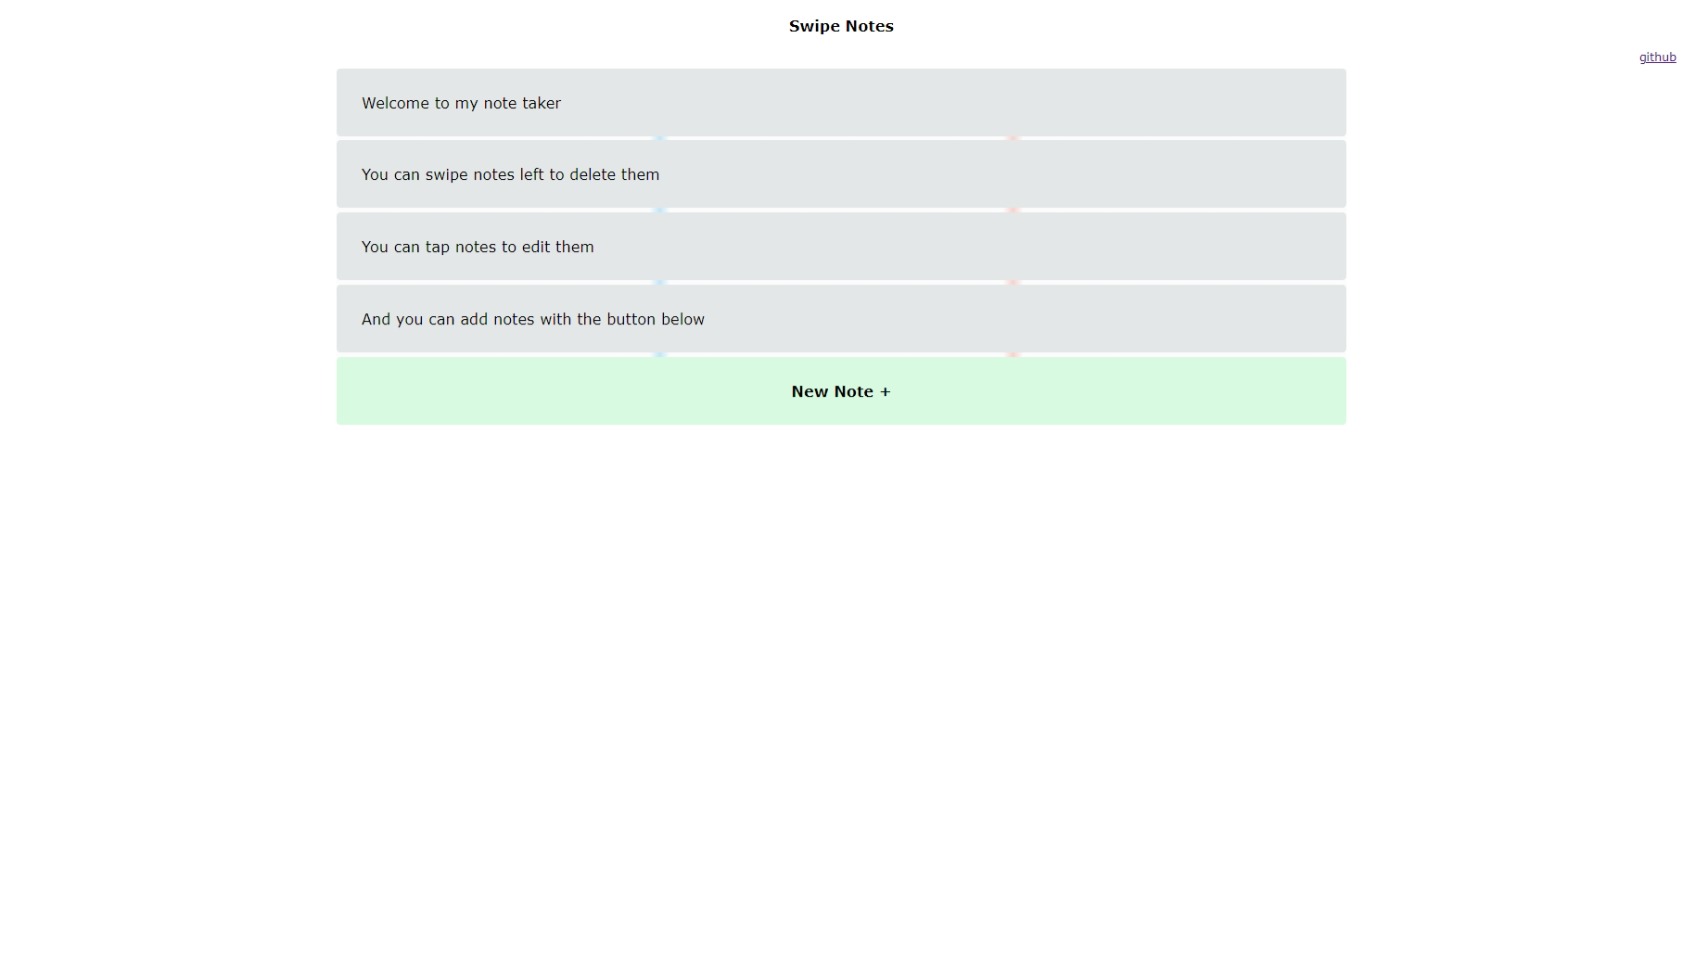 Swipe Notes
github
Welcome to my note taker
You can swipe notes left to delete them
You can tap notes to edit them
And you can add notes with the button below
New Note +